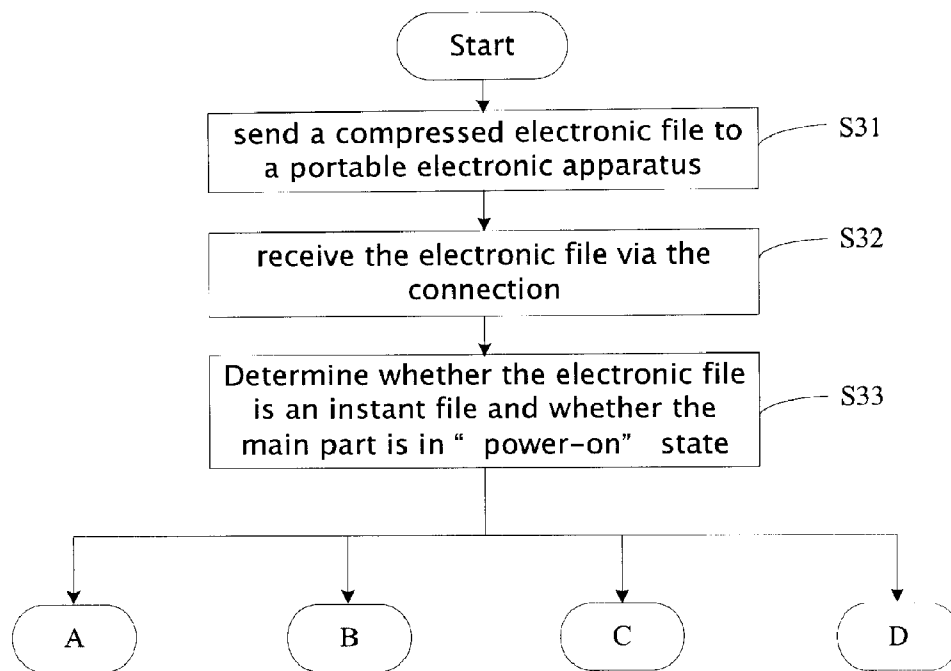 Start
send a compressed electronic file to
a portable electronic apparatus
S31
receive the electronic file via the
connection
S32
Determine whether the electronic file
is an instant file and whether the
main part is in “ power-on” state
S33
A
B
C
D